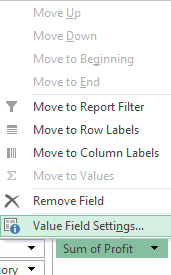 Move Up
Move Down
Move to Beginning
Move to End
Move to Report Filter
Move to Row Labels
Move to Column Labels
Move to Values
Remove Field
Value Field Settings...
Sum of Profit